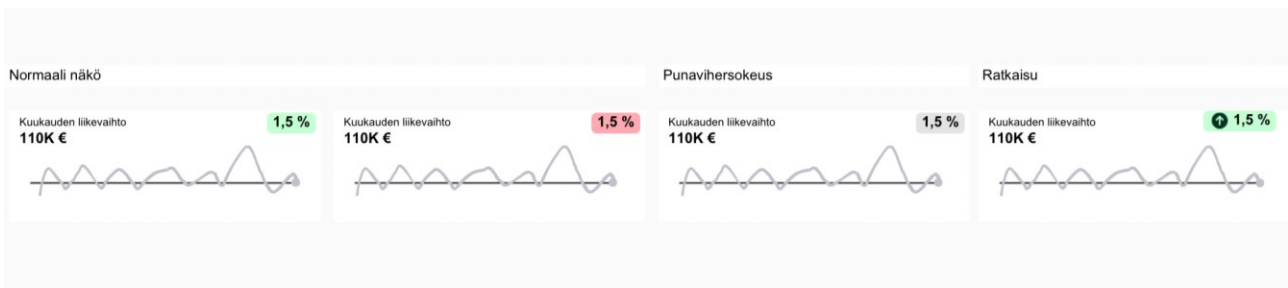 Normaali näkö
Punavihersokeus
Ratkaisu
Kuukauden liikevaihto
110K €
1,5 %
Kuukauden liikevaihto
110K €
1,5 %
Kuukauden liikevaihto
110K €
1,5 %
Kuukauden liikevaihto
110K €
1,5 %